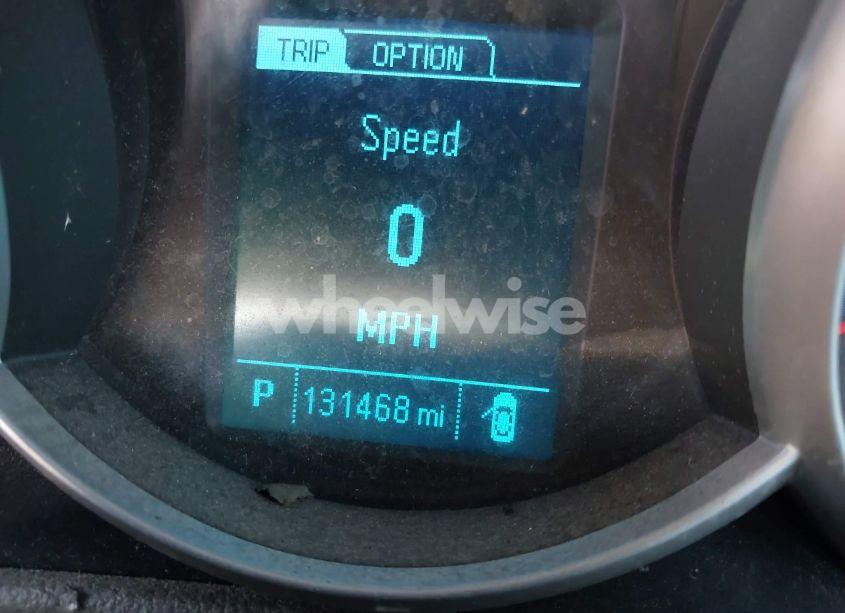 TRIP OPTION
Speed
0
wheelwise
MPH
P 131468 mi